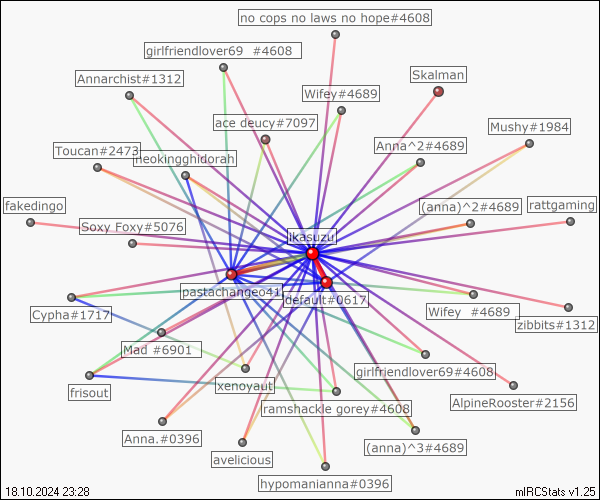 no cops no laws no hope#4608
girlfriendlover69 #4608
Annarchist#1312
Skalman
Wifey#4689
ace deucy#7097
Mushy#1984
Anna^2#4689
Toucan#2473
neokingghidorah
fakedingo
(anna)^2#4689
rattgaming
Soxy Foxy#5076
ikasuzu
pastachangeo41
default#0617
Cypha#1717
Wifey #4689
zibbits#1312
Mad #6901
girlfriendlover69#4608
frisout
xenoyaut
ramshackle gorey#4608
AlpineRooster#2156
Anna.#0396
(anna)^3#4689
avelicious
hypomanianna#0396
18.10.2024 23:28
mIRCStats v1.25